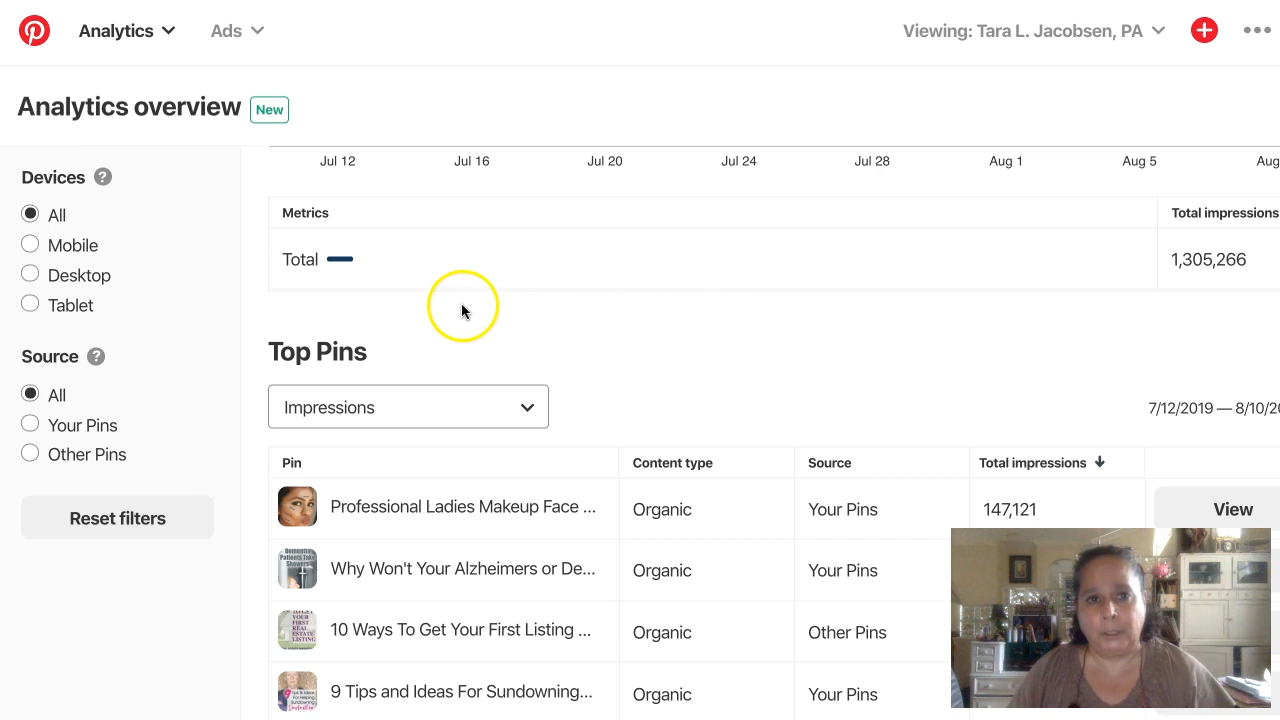 Analytics Ads Viewing: Tara L. Jacobsen, PA
Analytics overview New
Jul 12 Jul 16 Jul 20 Jul 24 Jul 28 Aug 1 Aug 5 Aug
Devices ?
All
Mobile
Desktop
Tablet
Source ?
All
Your Pins
Other Pins
Reset filters
Metrics Total impressions
Total 1,305,266
Top Pins
Impressions 7/12/2019 — 8/10/20
Pin Content type Source Total impressions
Professional Ladies Makeup Face ... Organic Your Pins 147,121 View
Why Won't Your Alzheimers or De... Organic Your Pins
10 Ways To Get Your First Listing ... Organic Other Pins
9 Tips and Ideas For Sundowning... Organic Your Pins